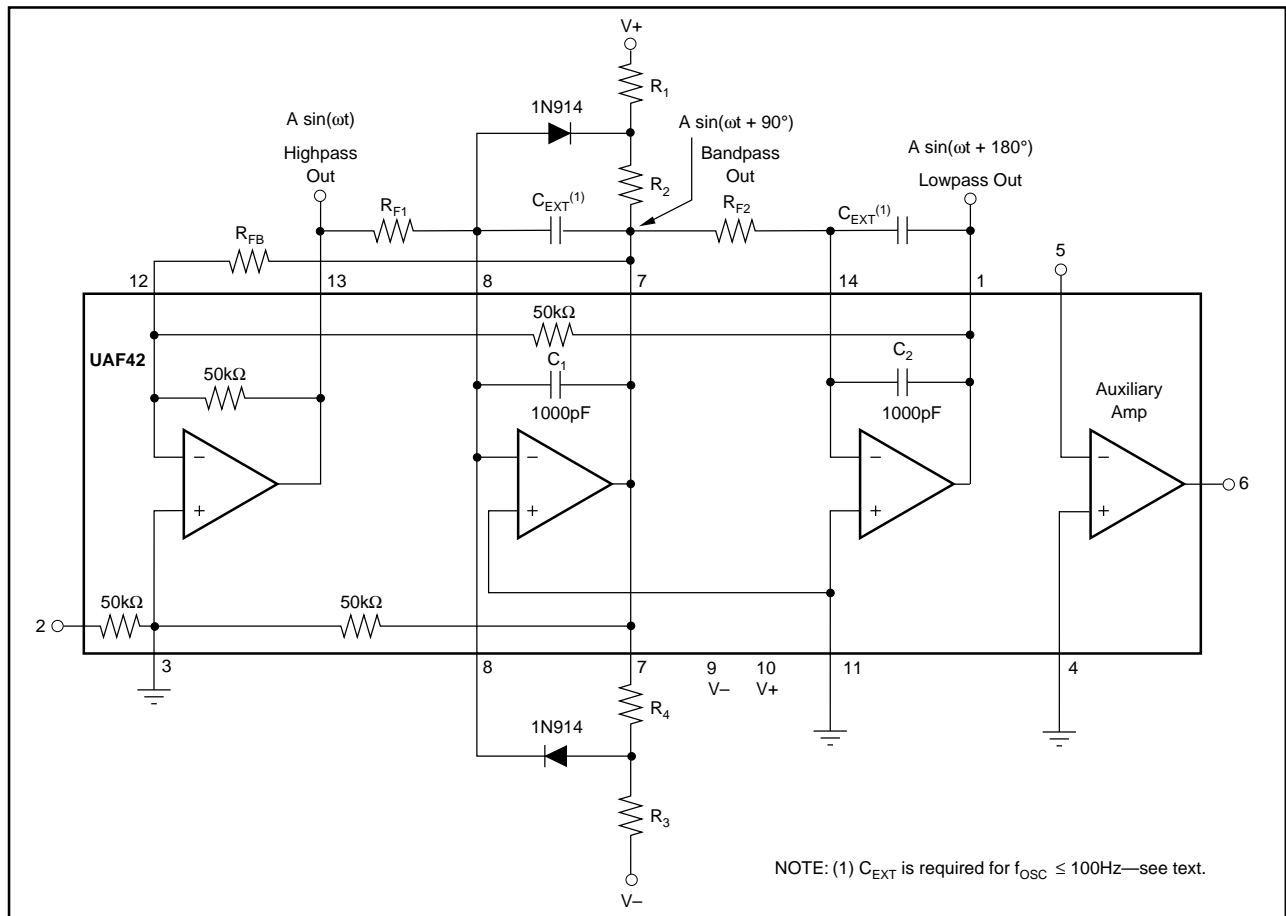 V+
R1
1N914
A sin(ωt)
A sin(ωt + 90°)
A sin(ωt + 180°)
Highpass
Out
Bandpass
Out
Lowpass Out
R2
RF1
CEXT(1)
RF2
CEXT(1)
RFB
5
12
13
8
7
14
1
50kΩ
UAF42
C1
C2
50kΩ
1000pF
1000pF
Auxiliary
Amp
−
+
−
+
−
+
−
+
6
50kΩ
50kΩ
2
3
8
7
9
V–
10
V+
11
4
R4
1N914
R3
NOTE: (1) CEXT is required for fOSC ≤ 100Hz—see text.
V–